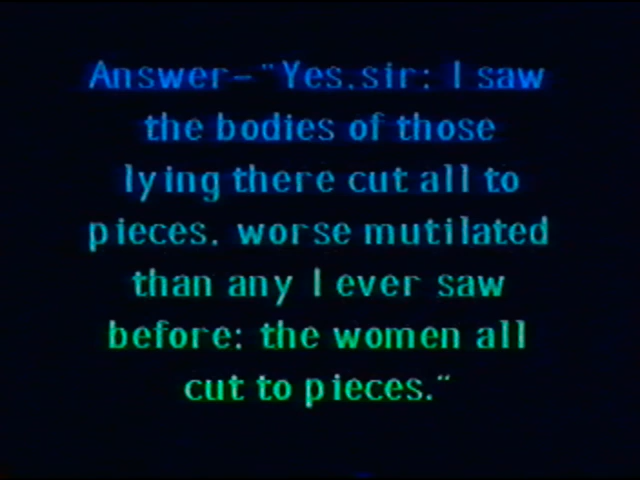 Answer-"Yes,sir; I saw
the bodies of those
lying there cut all to
pieces, worse mutilated
than any I ever saw
before; the women all
cut to pieces."